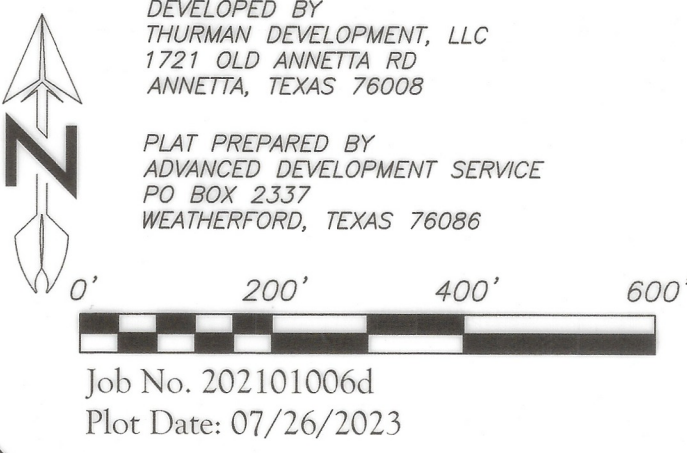 DEVELOPED BY
THURMAN DEVELOPMENT, LLC
1721 OLD ANNETTA RD
ANNETTA, TEXAS 76008
N
PLAT PREPARED BY
ADVANCED DEVELOPMENT SERVICE
PO BOX 2337
WEATHERFORD, TEXAS 76086
0' 200' 400' 600'
Job No. 202101006d
Plot Date: 07/26/2023